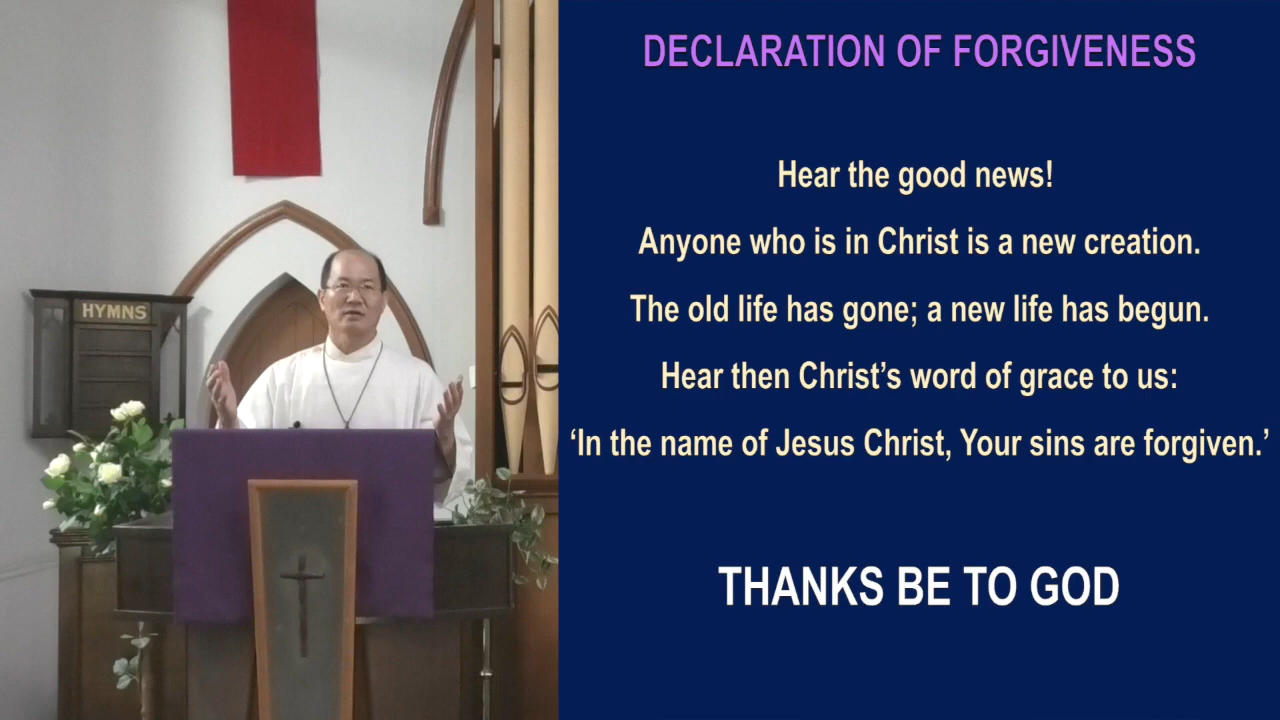 HYMNS
DECLARATION OF FORGIVENESS
Hear the good news!
Anyone who is in Christ is a new creation.
The old life has gone; a new life has begun.
Hear then Christ’s word of grace to us:
‘In the name of Jesus Christ, Your sins are forgiven.’
THANKS BE TO GOD